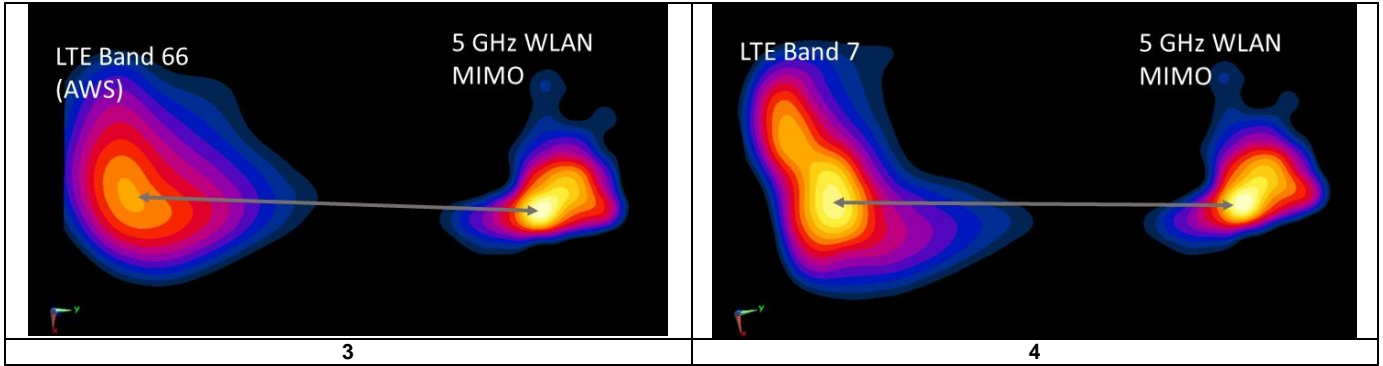 LTE Band 66
(AWS)
5 GHz WLAN
MIMO
y
x
3
LTE Band 7
5 GHz WLAN
MIMO
y
x
4